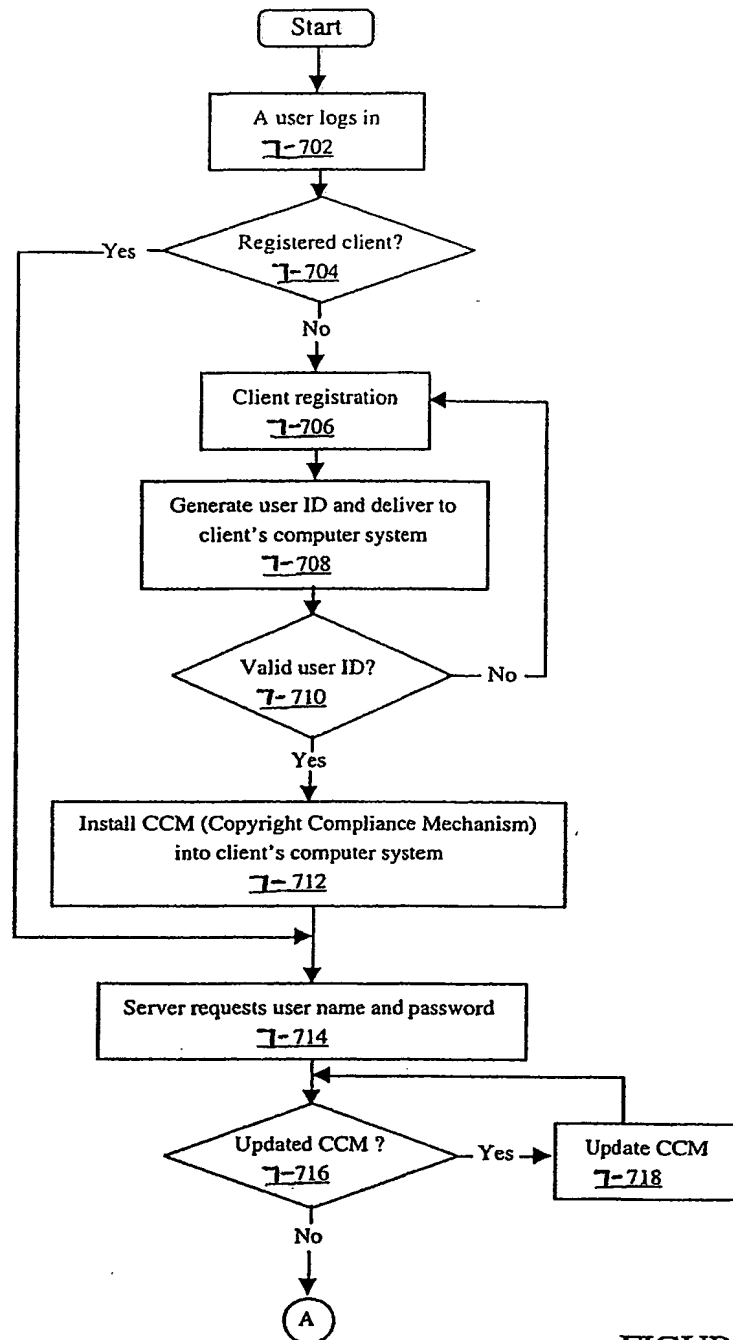 Start
A user logs in
7-702
Registered client?
7-704
Yes
No
Client registration
7-706
Generate user ID and deliver to
client's computer system
7-708
Valid user ID?
7-710
No
Yes
Install CCM (Copyright Compliance Mechanism)
into client's computer system
7-712
Server requests user name and password
7-714
Updated CCM ?
7-716
Yes
Update CCM
7-718
No
A